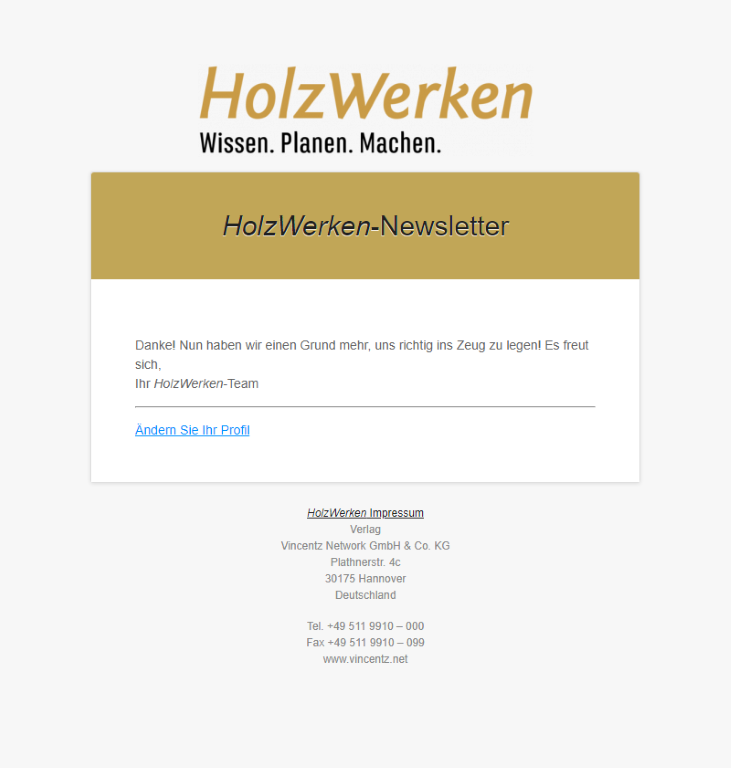 HolzWerken
Wissen. Planen. Machen.
HolzWerken-Newsletter
Danke! Nun haben wir einen Grund mehr, uns richtig ins Zeug zu legen! Es freut
sich,
Ihr HolzWerken-Team
Ändern Sie Ihr Profil
HolzWerken Impressum
Verlag
Vincentz Network GmbH & Co. KG
Plathnerstr. 4c
30175 Hannover
Deutschland
Tel. +49 511 9910 – 000
Fax +49 511 9910 – 099
www.vincentz.net